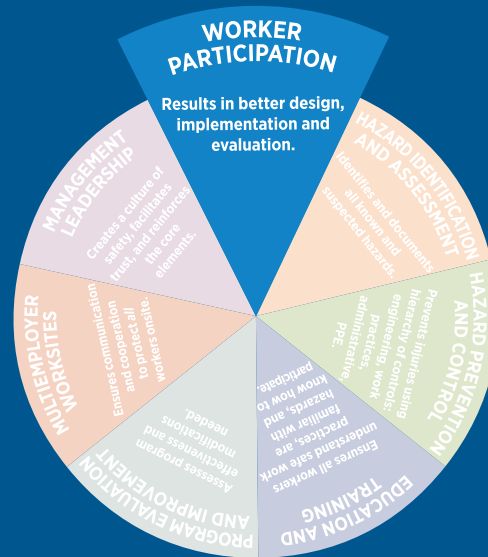 WORKER
PARTICIPATION
Results in better design,
implementation and
evaluation.
HAZARD IDENTIFICATION
AND ASSESSMENT
Identifies and documents
all known and
suspected hazards.
HAZARD PREVENTION
AND CONTROL
Prevents injuries using
hierarchy of controls:
engineering, work
practice,
administrative,
PPE.
EDUCATION AND
TRAINING
Ensures all workers
understand safe work
practices, are
familiar with
hazards, and
know how to
participate.
PROGRAM EVALUATION
AND IMPROVEMENT
Assesses program
effectiveness and
modifications
needed.
MULTIEMPLOYER
WORKSITES
Ensures communication
and cooperation
to protect all
workers onsite.
MANAGEMENT
LEADERSHIP
Creates a culture of
safety, facilitates
trust, and reinforces
the core
elements.